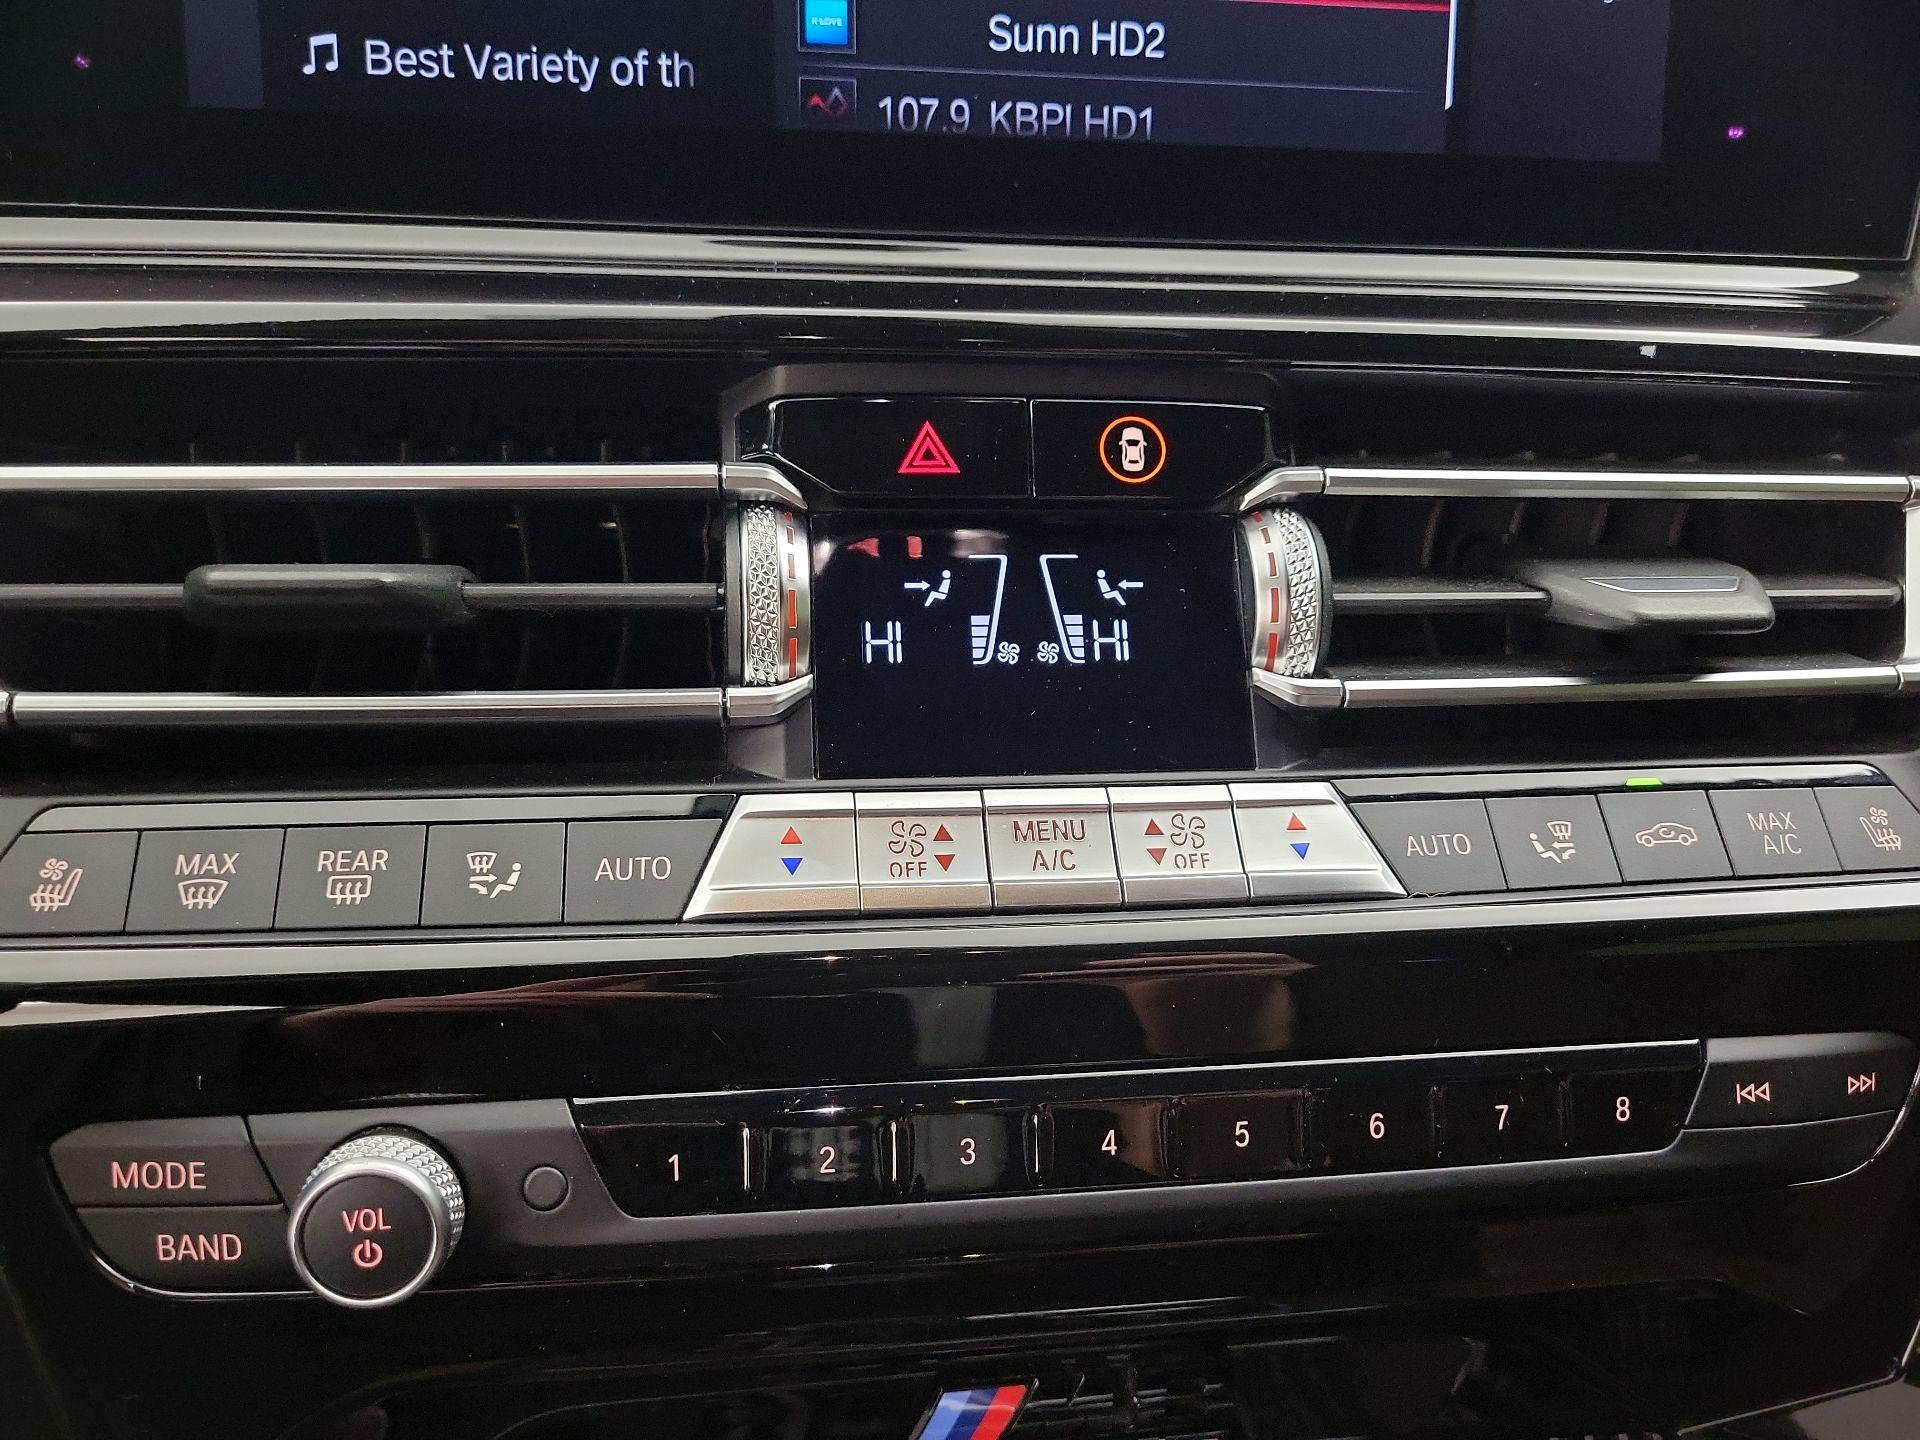 K-LOVE
Sunn HD2
Best Variety of th
107.9 KBPI HD1
HI
HI
MAX
REAR
AUTO
OFF
MENU
A/C
OFF
AUTO
MAX
A/C
MODE
BAND
VOL
1 2 3 4 5 6 7 8